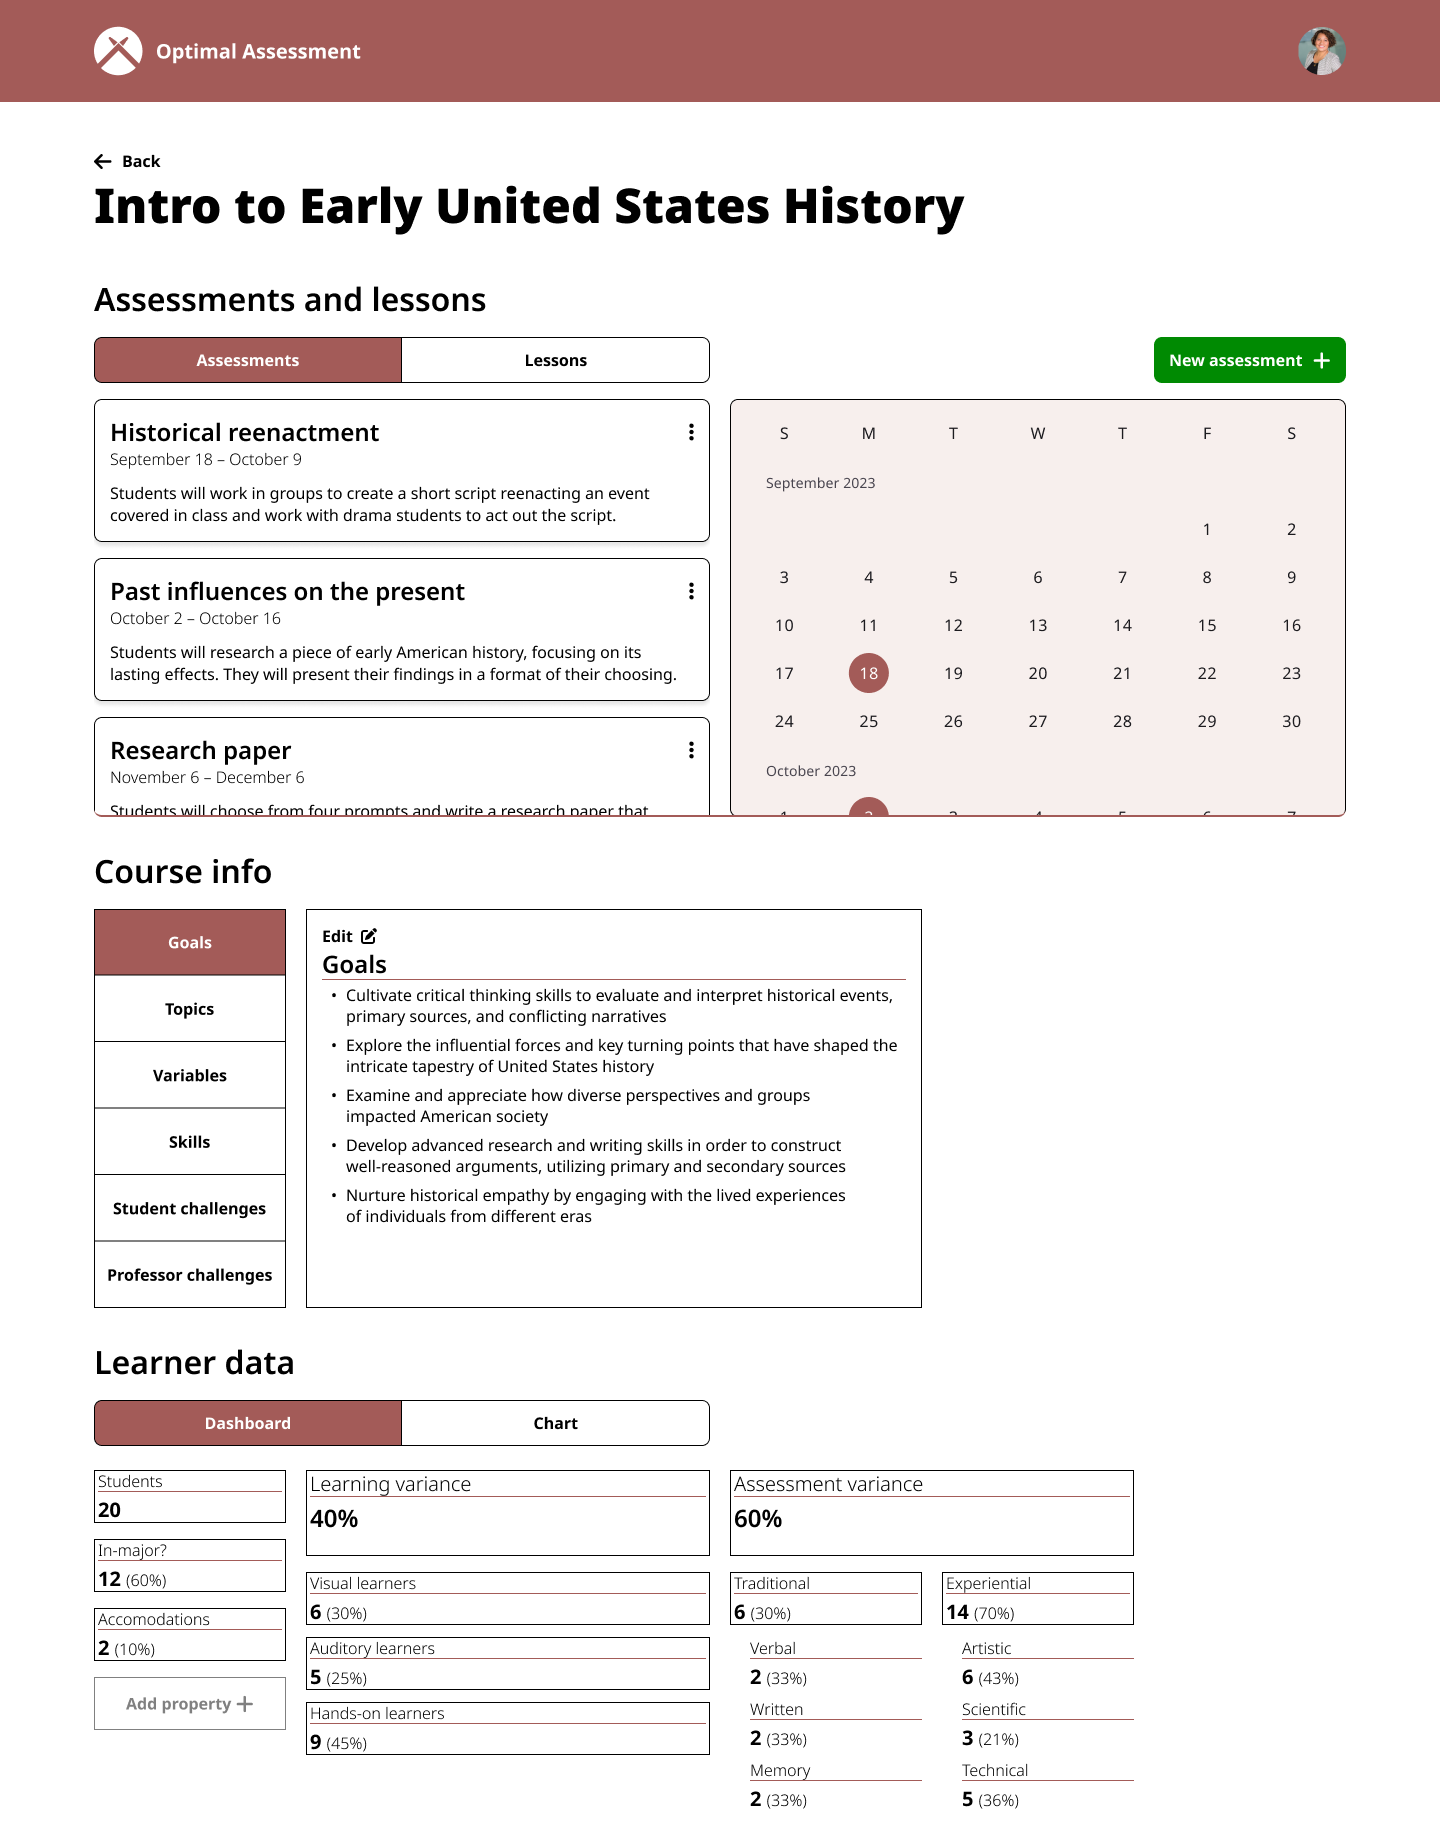 Optimal Assessment
Back
Intro to Early United States History
Assessments and lessons
Assessments
Lessons
New assessment
Historical reenactment
September 18 – October 9
Students will work in groups to create a short script reenacting an event
covered in class and work with drama students to act out the script.
Past influences on the present
October 2 – October 16
Students will research a piece of early American history, focusing on its
lasting effects. They will present their findings in a format of their choosing.
Research paper
November 6 – December 6
Students will choose from four prompts and write a research paper that
S M T W T F S
September 2023
1 2
3 4 5 6 7 8 9
10 11 12 13 14 15 16
17 18 19 20 21 22 23
24 25 26 27 28 29 30
October 2023
1 2 3 4 5 6 7
Course info
Goals
Topics
Variables
Skills
Student challenges
Professor challenges
Edit
Goals
• Cultivate critical thinking skills to evaluate and interpret historical events,
primary sources, and conflicting narratives
• Explore the influential forces and key turning points that have shaped the
intricate tapestry of United States history
• Examine and appreciate how diverse perspectives and groups
impacted American society
• Develop advanced research and writing skills in order to construct
well-reasoned arguments, utilizing primary and secondary sources
• Nurture historical empathy by engaging with the lived experiences
of individuals from different eras
Learner data
Dashboard
Chart
Students
20
In-major?
12 (60%)
Accomodations
2 (10%)
Add property
Learning variance
40%
Visual learners
6 (30%)
Auditory learners
5 (25%)
Hands-on learners
9 (45%)
Assessment variance
60%
Traditional
6 (30%)
Verbal
2 (33%)
Written
2 (33%)
Memory
2 (33%)
Experiential
14 (70%)
Artistic
6 (43%)
Scientific
3 (21%)
Technical
5 (36%)